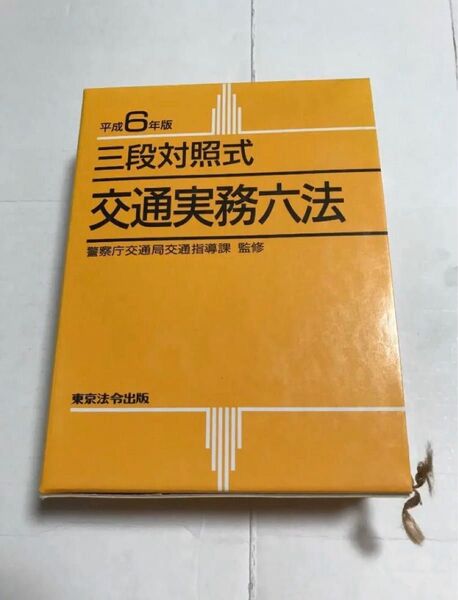 平成6年版
三段対照式
交通実務六法
警察庁交通局交通指導課 監修
東京法令出版